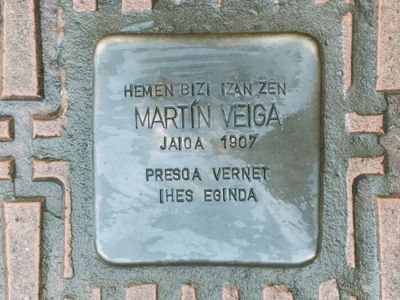 HEMEN BIZI IZAN ZEN
MARTÍN VEIGA
JAIOA 1907
PRESOA VERNET
IHES EGINDA